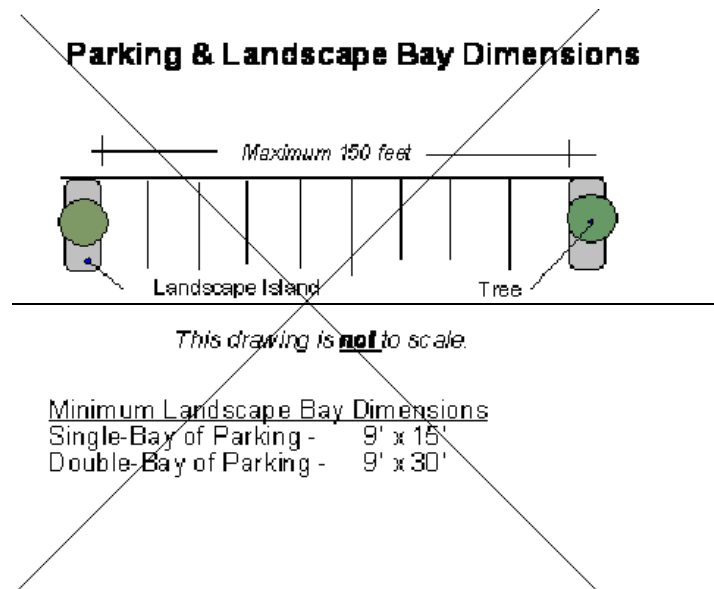 Parking & Landscape Bay Dimensions
Maximum 150 feet
Landscape Island
Tree
This drawing is not to scale.
Minimum Landscape Bay Dimensions
Single-Bay of Parking - 9' x 15'
Double-Bay of Parking - 9' x 30'